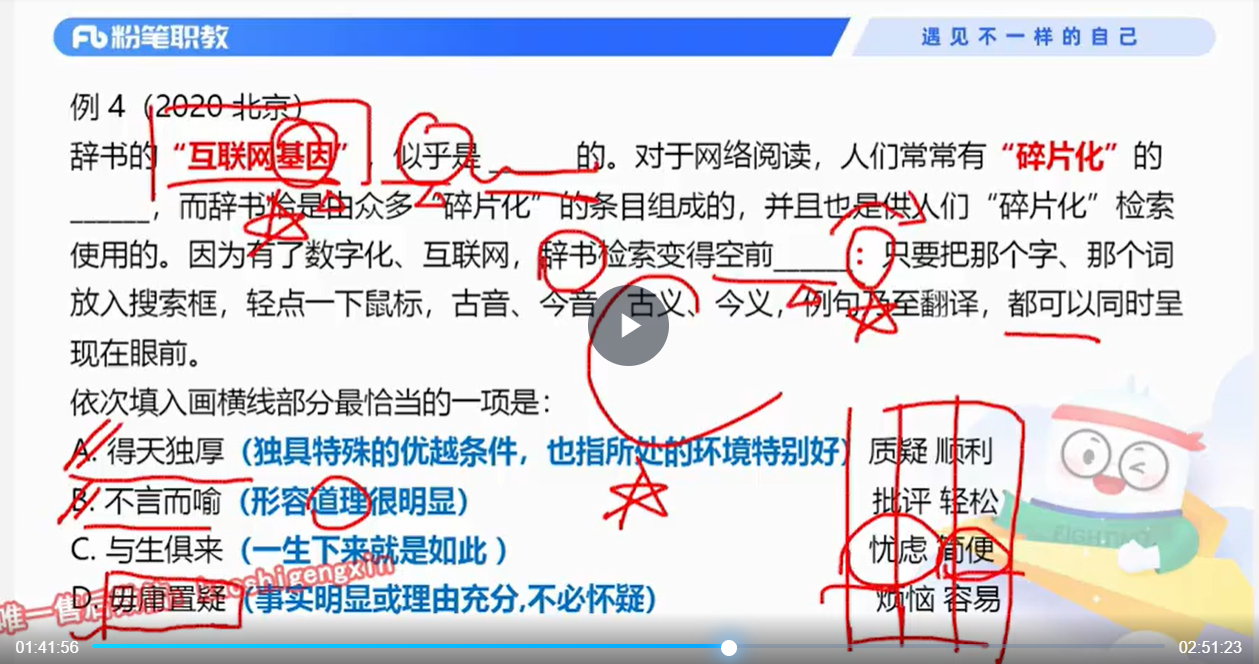 粉笔职教
遇见不一样的自己
例 4（2020 北京）
辞书的“互联网基因”，似乎是______的。对于网络阅读，人们常常有“碎片化”的
______，而辞书恰是由众多“碎片化”的条目组成的，并且也是供人们“碎片化”检索
使用的。因为有了数字化、互联网，辞书检索变得空前______：只要把那个字、那个词
放入搜索框，轻点一下鼠标，古音、今音、古义、今义，例句乃至翻译，都可以同时呈
现在眼前。
依次填入画横线部分最恰当的一项是：
A. 得天独厚（独具特殊的优越条件，也指所处的环境特别好）质疑 顺利
B. 不言而喻（形容道理很明显） 批评 轻松
C. 与生俱来（一生下来就是如此 ） 忧虑 简便
D. 毋庸置疑（事实明显或理由充分,不必怀疑） 烦恼 容易
FIGHTING
唯一售后 gengxin
01:41:56
02:51:23